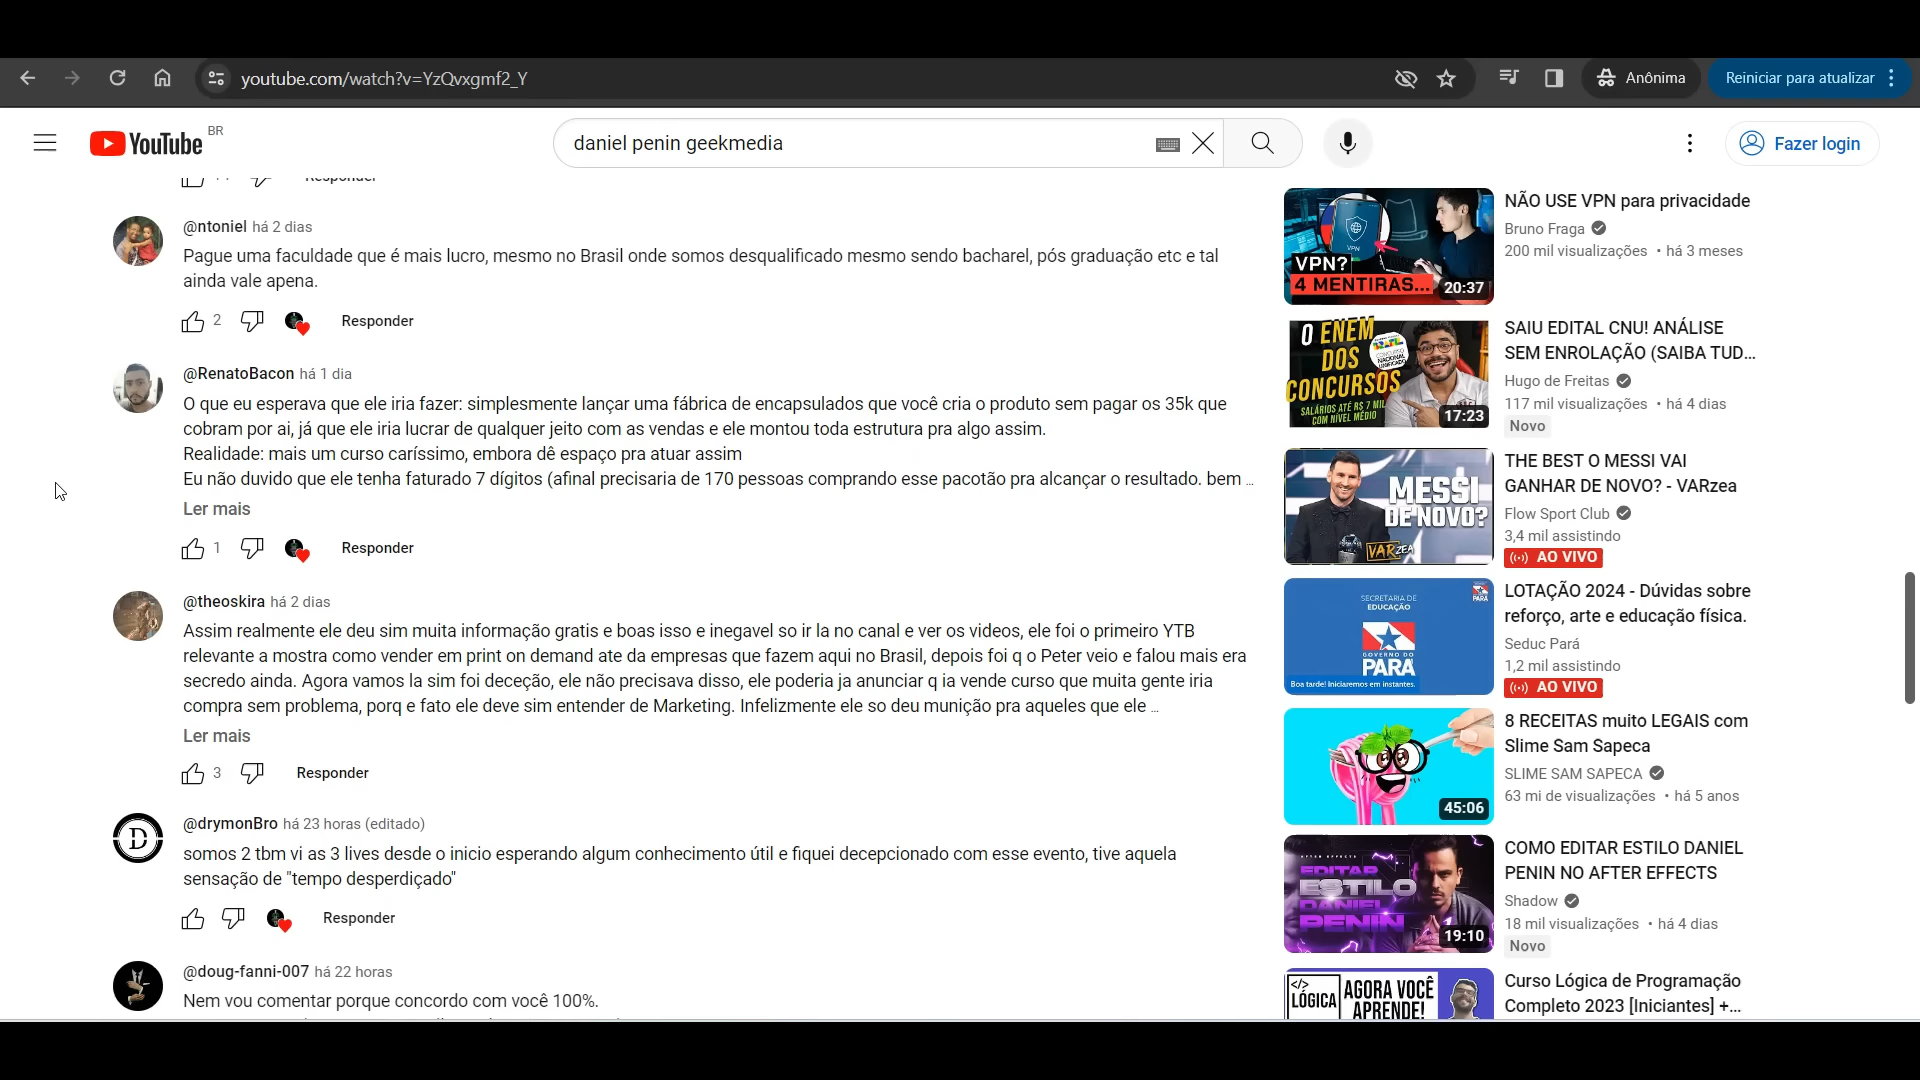 youtube.com/watch?v=YzQvxgmf2_Y
Anônima
Reiniciar para atualizar
YouTube BR
daniel penin geekmedia
Fazer login
Responder
@ntoniel há 2 dias
Pague uma faculdade que é mais lucro, mesmo no Brasil onde somos desqualificado mesmo sendo bacharel, pós graduação etc e tal
ainda vale apena.
2 Responder
@RenatoBacon há 1 dia
O que eu esperava que ele iria fazer: simplesmente lançar uma fábrica de encapsulados que você cria o produto sem pagar os 35k que
cobram por ai, já que ele iria lucrar de qualquer jeito com as vendas e ele montou toda estrutura pra algo assim.
Realidade: mais um curso caríssimo, embora dê espaço pra atuar assim
Eu não duvido que ele tenha faturado 7 dígitos (afinal precisaria de 170 pessoas comprando esse pacotão pra alcançar o resultado. bem ...
Ler mais
1 Responder
@theoskira há 2 dias
Assim realmente ele deu sim muita informação gratis e boas isso e inegavel so ir la no canal e ver os videos, ele foi o primeiro YTB
relevante a mostra como vender em print on demand ate da empresas que fazem aqui no Brasil, depois foi q o Peter veio e falou mais era
secredo ainda. Agora vamos la sim foi deceção, ele não precisava disso, ele poderia ja anunciar q ia vende curso que muita gente iria
compra sem problema, porq e fato ele deve sim entender de Marketing. Infelizmente ele so deu munição pra aqueles que ele ...
Ler mais
3 Responder
@drymonBro há 23 horas (editado)
somos 2 tbm vi as 3 lives desde o inicio esperando algum conhecimento útil e fiquei decepcionado com esse evento, tive aquela
sensação de "tempo desperdiçado"
Responder
@doug-fanni-007 há 22 horas
Nem vou comentar porque concordo com você 100%.
VPN
VPN?
4 MENTIRAS...
20:37
NÃO USE VPN para privacidade
Bruno Fraga
200 mil visualizações • há 3 meses
O ENEM
DOS
CONCURSOS
SALÁRIOS ATÉ R$ 7 MIL
COM NÍVEL MÉDIO
17:23
SAIU EDITAL CNU! ANÁLISE
SEM ENROLAÇÃO (SAIBA TUD...
Hugo de Freitas
117 mil visualizações • há 4 dias
Novo
MESSI
DE NOVO?
VARZEA
THE BEST O MESSI VAI
GANHAR DE NOVO? - VARzea
Flow Sport Club
3,4 mil assistindo
AO VIVO
SECRETARIA DE
EDUCAÇÃO
GOVERNO DO
PARÁ
Boa tarde! Iniciaremos em instantes.
LOTAÇÃO 2024 - Dúvidas sobre
reforço, arte e educação física.
Seduc Pará
1,2 mil assistindo
AO VIVO
45:06
8 RECEITAS muito LEGAIS com
Slime Sam Sapeca
SLIME SAM SAPECA
63 mi de visualizações • há 5 anos
AFTER EFFECTS
EDITAR
ESTILO
DANIEL
PENIN
19:10
COMO EDITAR ESTILO DANIEL
PENIN NO AFTER EFFECTS
Shadow
18 mil visualizações • há 4 dias
Novo
</>
LÓGICA
AGORA VOCÊ
APRENDE!
Curso Lógica de Programação
Completo 2023 [Iniciantes] +...